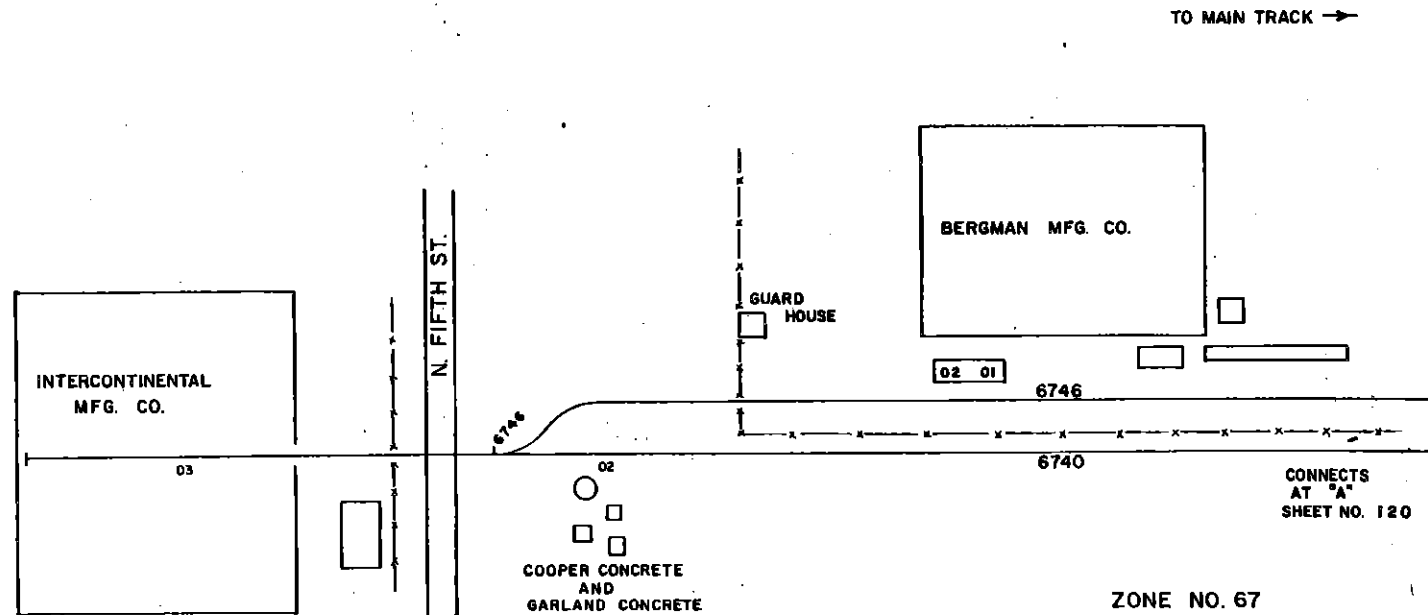 TO MAIN TRACK →
BERGMAN MFG. CO.
N. FIFTH ST.
GUARD
HOUSE
INTERCONTINENTAL
MFG. CO.
02 01
6746
6746
03
02
6740
CONNECTS
AT "A"
SHEET NO. 120
COOPER CONCRETE
AND
GARLAND CONCRETE
ZONE NO. 67